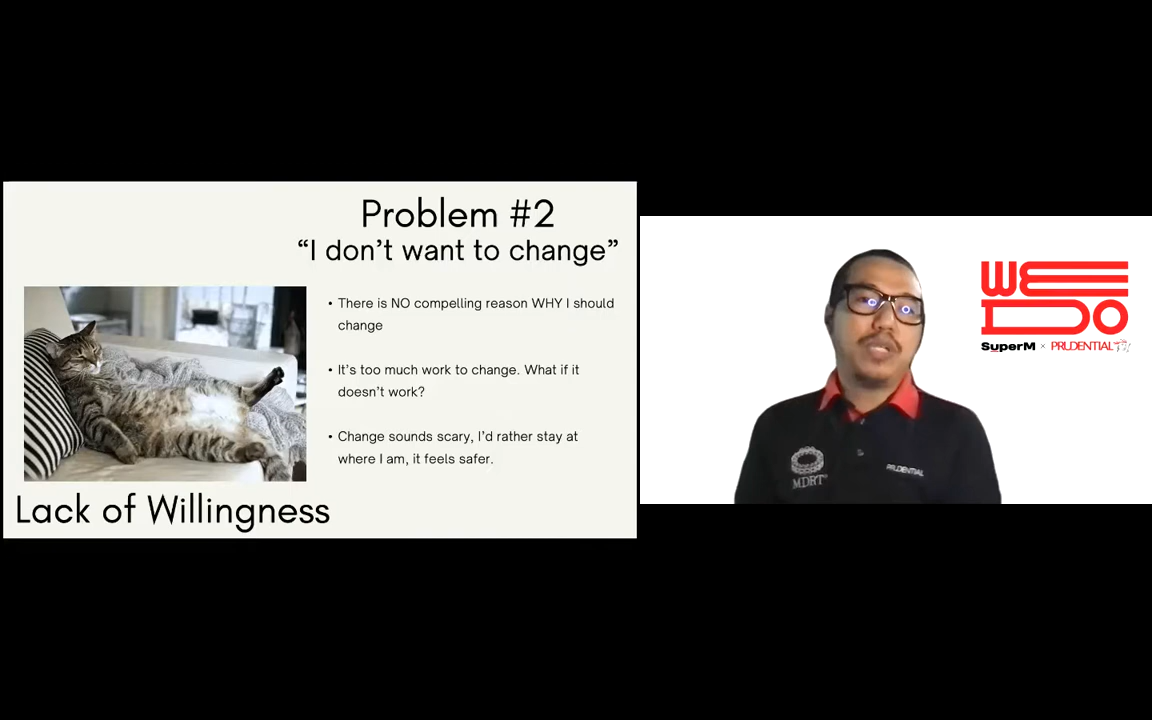 Problem #2
“I don’t want to change”
• There is NO compelling reason WHY I should
change
• It’s too much work to change. What if it
doesn’t work?
• Change sounds scary, I’d rather stay at
where I am, it feels safer.
Lack of Willingness
WE
DO
SuperM × PRUDENTIAL
MDRT
PRUDENTIAL